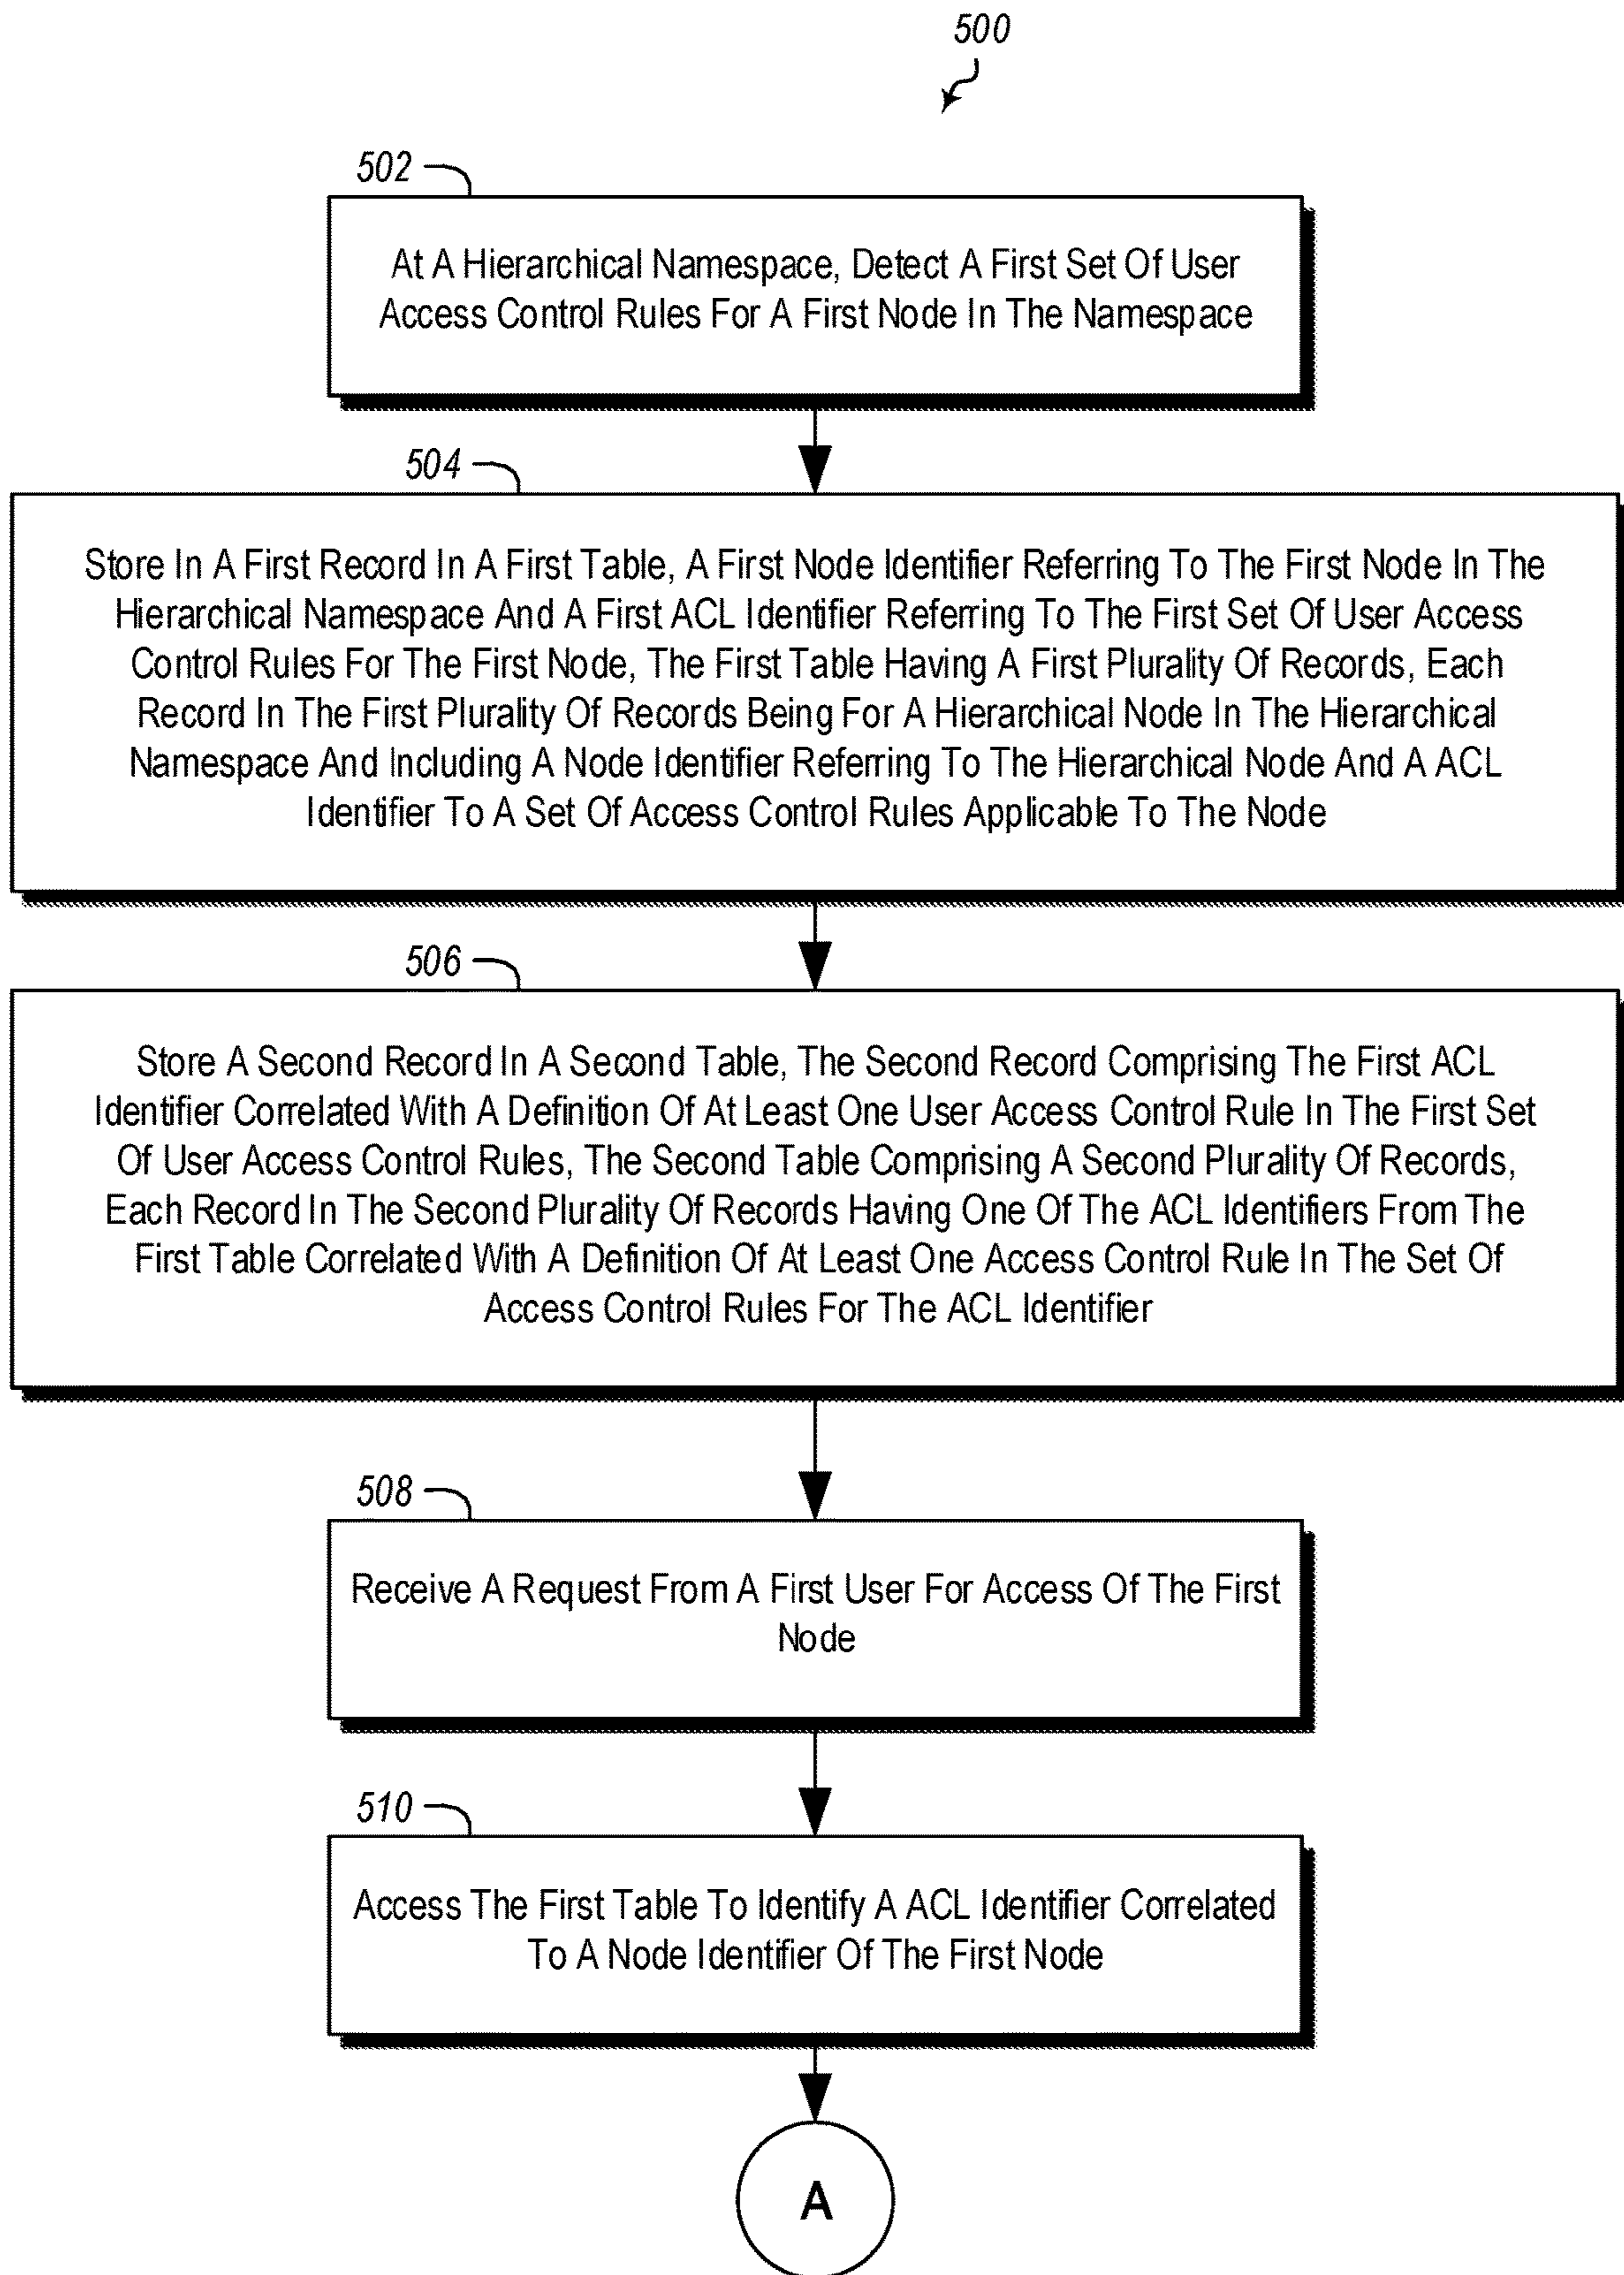 500
502
At A Hierarchical Namespace, Detect A First Set Of User
Access Control Rules For A First Node In The Namespace
504
Store In A First Record In A First Table, A First Node Identifier Referring To The First Node In The
Hierarchical Namespace And A First ACL Identifier Referring To The First Set Of User Access
Control Rules For The First Node, The First Table Having A First Plurality Of Records, Each
Record In The First Plurality Of Records Being For A Hierarchical Node In The Hierarchical
Namespace And Including A Node Identifier Referring To The Hierarchical Node And A ACL
Identifier To A Set Of Access Control Rules Applicable To The Node
506
Store A Second Record In A Second Table, The Second Record Comprising The First ACL
Identifier Correlated With A Definition Of At Least One User Access Control Rule In The First Set
Of User Access Control Rules, The Second Table Comprising A Second Plurality Of Records,
Each Record In The Second Plurality Of Records Having One Of The ACL Identifiers From The
First Table Correlated With A Definition Of At Least One Access Control Rule In The Set Of
Access Control Rules For The ACL Identifier
508
Receive A Request From A First User For Access Of The First
Node
510
Access The First Table To Identify A ACL Identifier Correlated
To A Node Identifier Of The First Node
A